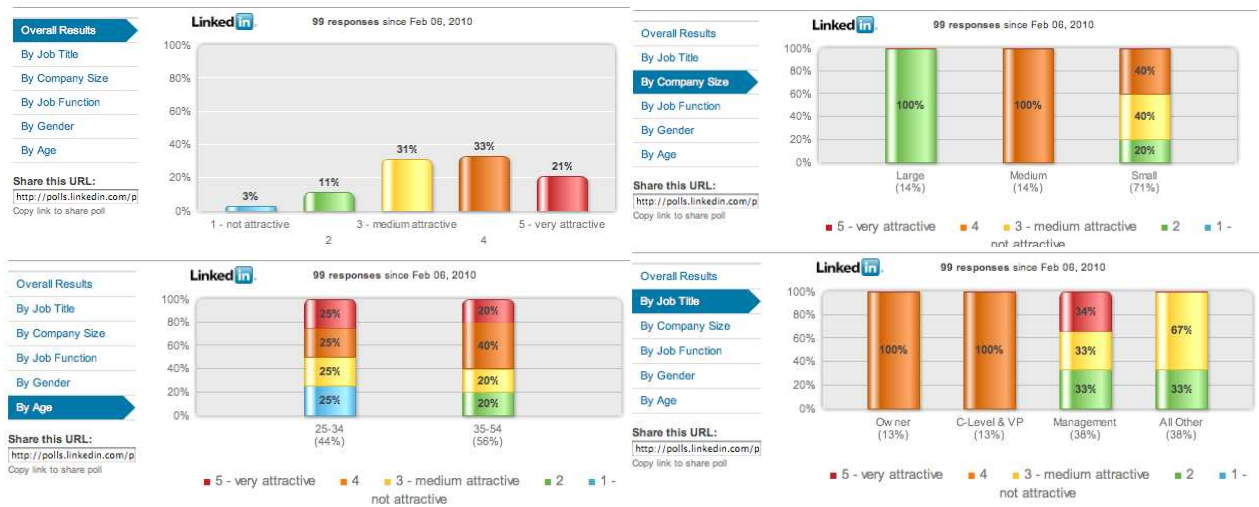 Linked in
99 responses since Feb 06, 2010
Overall Results
By Job Title
By Company Size
By Job Function
By Gender
By Age
Share this URL:
http://polls.linkedin.com/p
Copy link to share poll
100%
80%
60%
40%
20%
0%
3%
11%
31%
33%
21%
1 - not attractive
2
3 - medium attractive
4
5 - very attractive
Linked in
99 responses since Feb 06, 2010
Overall Results
By Job Title
By Company Size
By Job Function
By Gender
By Age
Share this URL:
http://polls.linkedin.com/p
Copy link to share poll
100%
80%
60%
40%
20%
0%
100%
100%
40%
40%
20%
Large
(14%)
Medium
(14%)
Small
(71%)
5 - very attractive 4 3 - medium attractive 2 1 -
not attractive
Linked in
99 responses since Feb 06, 2010
Overall Results
By Job Title
By Company Size
By Job Function
By Gender
By Age
Share this URL:
http://polls.linkedin.com/p
Copy link to share poll
100%
80%
60%
40%
20%
0%
25%
25%
25%
25%
20%
40%
20%
20%
25-34
(44%)
35-54
(56%)
5 - very attractive 4 3 - medium attractive 2 1 -
not attractive
Linked in
99 responses since Feb 06, 2010
Overall Results
By Job Title
By Company Size
By Job Function
By Gender
By Age
Share this URL:
http://polls.linkedin.com/p
Copy link to share poll
100%
80%
60%
40%
20%
0%
100%
100%
34%
33%
33%
67%
33%
Owner
(13%)
C-Level & VP
(13%)
Management
(38%)
All Other
(38%)
5 - very attractive 4 3 - medium attractive 2 1 -
not attractive